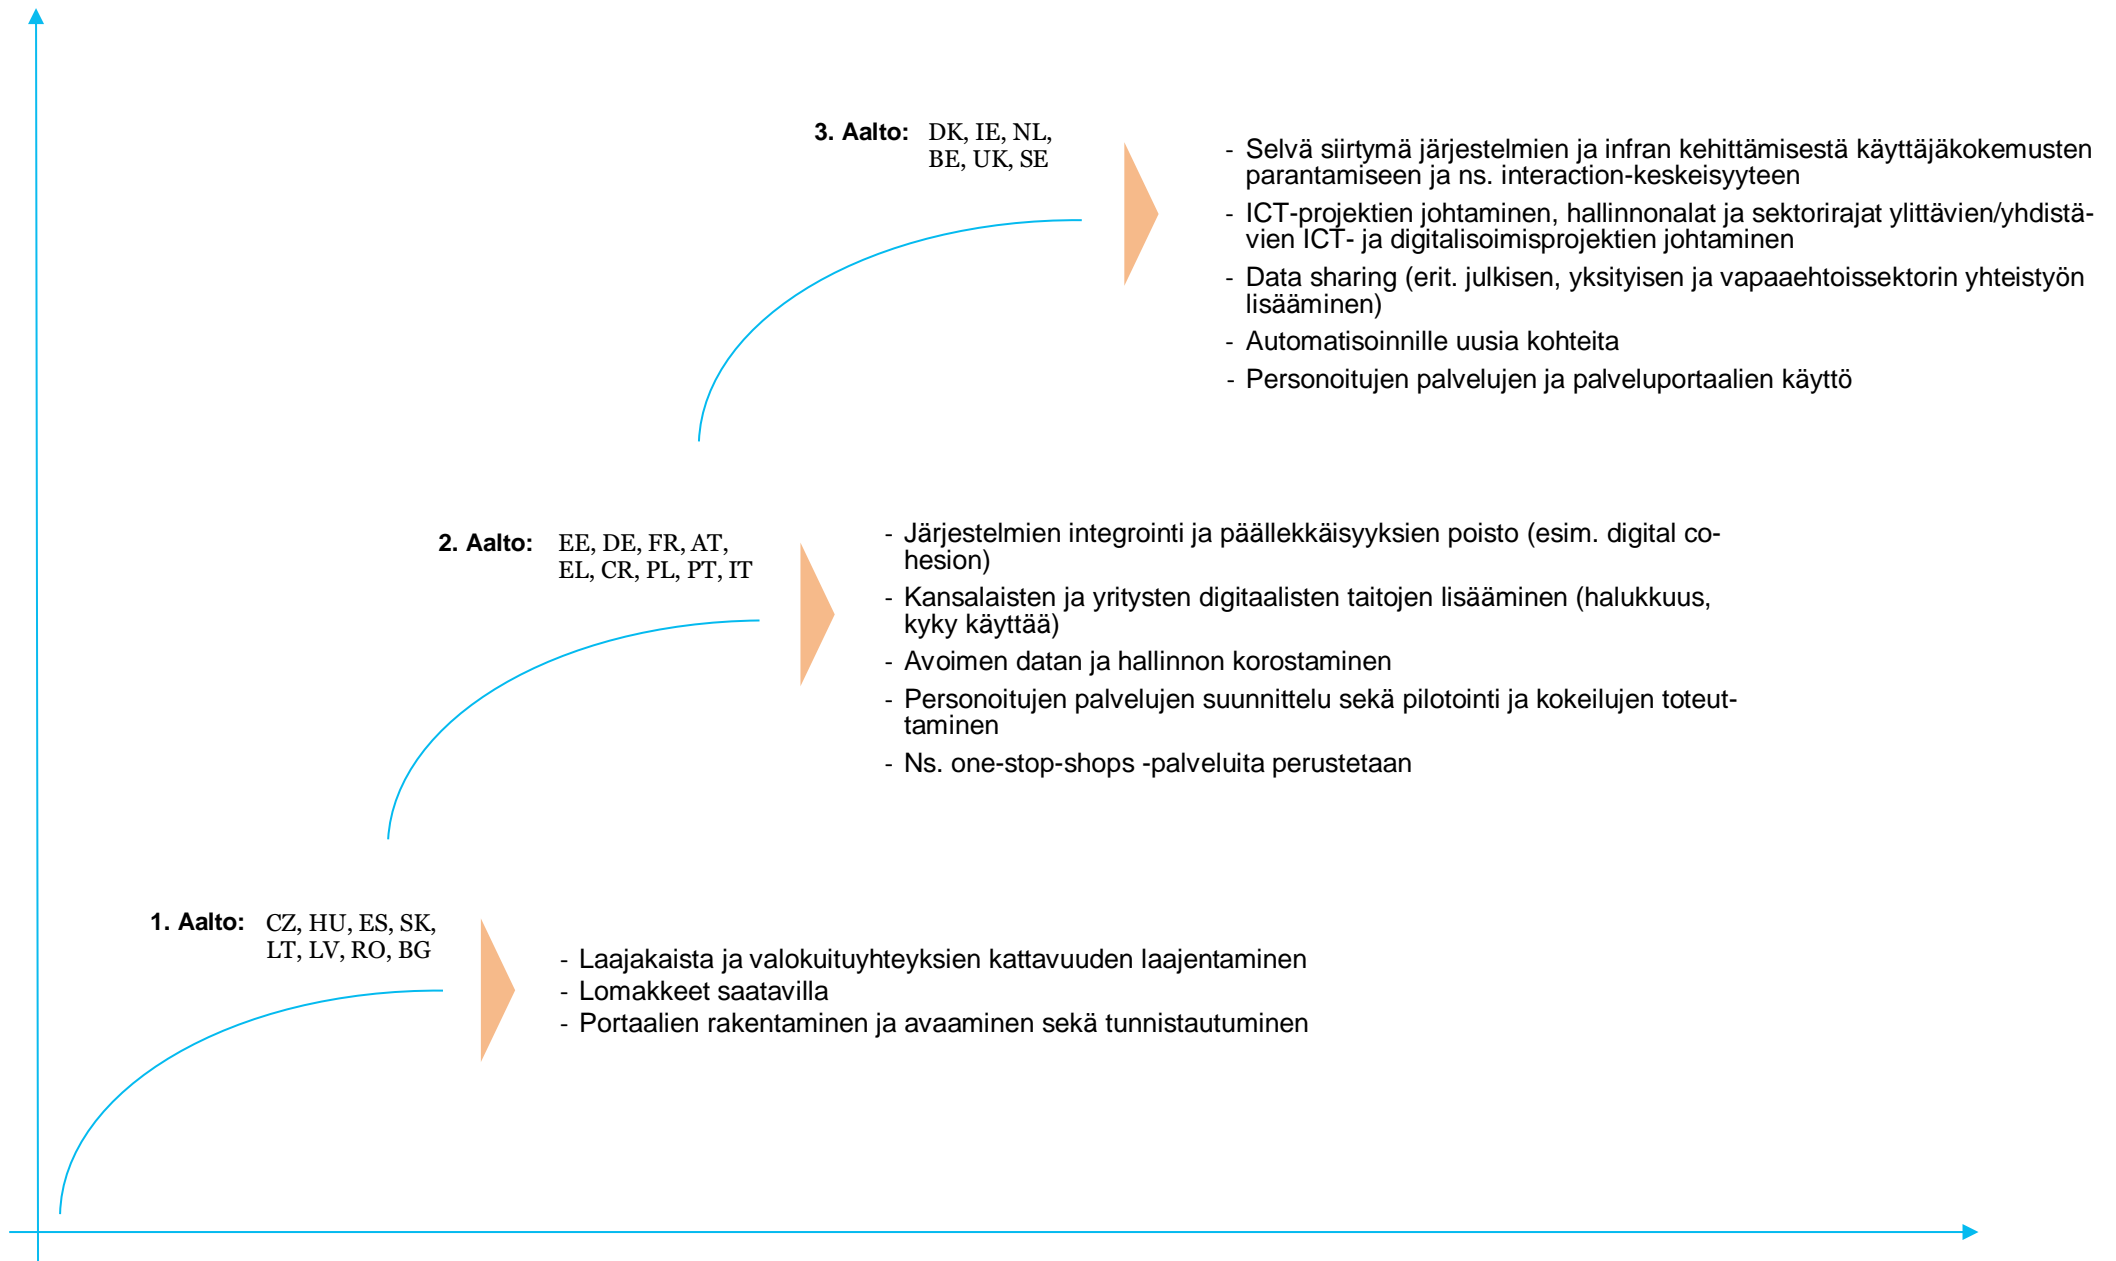 3. Aalto: DK, IE, NL,
BE, UK, SE
- Selvä siirtymä järjestelmien ja infran kehittämisestä käyttäjäkokemusten
parantamiseen ja ns. interaction-keskeisyyteen
- ICT-projektien johtaminen, hallinnonalat ja sektorirajat ylittävien/yhdistä-
vien ICT- ja digitalisoimisprojektien johtaminen
- Data sharing (erit. julkisen, yksityisen ja vapaaehtoissektorin yhteistyön
lisääminen)
- Automatisoinnille uusia kohteita
- Personoitujen palvelujen ja palveluportaalien käyttö
2. Aalto: EE, DE, FR, AT,
EL, CR, PL, PT, IT
- Järjestelmien integrointi ja päällekkäisyyksien poisto (esim. digital co-
hesion)
- Kansalaisten ja yritysten digitaalisten taitojen lisääminen (halukkuus,
kyky käyttää)
- Avoimen datan ja hallinnon korostaminen
- Personoitujen palvelujen suunnittelu sekä pilotointi ja kokeilujen toteut-
taminen
- Ns. one-stop-shops -palveluita perustetaan
1. Aalto: CZ, HU, ES, SK,
LT, LV, RO, BG
- Laajakaista ja valokuituyhteyksien kattavuuden laajentaminen
- Lomakkeet saatavilla
- Portaalien rakentaminen ja avaaminen sekä tunnistautuminen